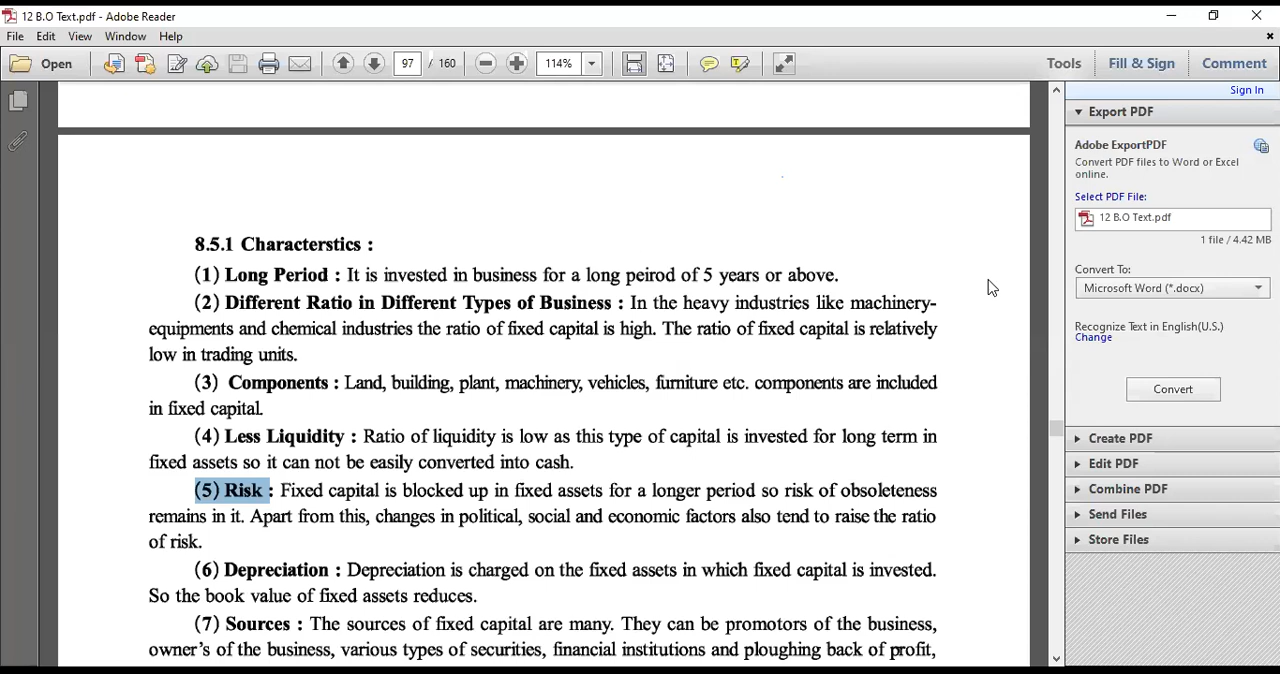 12 B.O Text.pdf - Adobe Reader
File Edit View Window Help
Open 97 / 160 114% Tools Fill & Sign Comment
Sign In
Export PDF
Adobe ExportPDF
Convert PDF files to Word or Excel
online.
Select PDF File:
12 B.O Text.pdf
1 file / 4.42 MB
Convert To:
Microsoft Word (*.docx)
Recognize Text in English(U.S.)
Change
Convert
Create PDF
Edit PDF
Combine PDF
Send Files
Store Files
8.5.1 Characterstics :
(1) Long Period : It is invested in business for a long peirod of 5 years or above.
(2) Different Ratio in Different Types of Business : In the heavy industries like machinery-
equipments and chemical industries the ratio of fixed capital is high. The ratio of fixed capital is relatively
low in trading units.
(3) Components : Land, building, plant, machinery, vehicles, furniture etc. components are included
in fixed capital.
(4) Less Liquidity : Ratio of liquidity is low as this type of capital is invested for long term in
fixed assets so it can not be easily converted into cash.
(5) Risk : Fixed capital is blocked up in fixed assets for a longer period so risk of obsoleteness
remains in it. Apart from this, changes in political, social and economic factors also tend to raise the ratio
of risk.
(6) Depreciation : Depreciation is charged on the fixed assets in which fixed capital is invested.
So the book value of fixed assets reduces.
(7) Sources : The sources of fixed capital are many. They can be promotors of the business,
owner's of the business, various types of securities, financial institutions and ploughing back of profit,